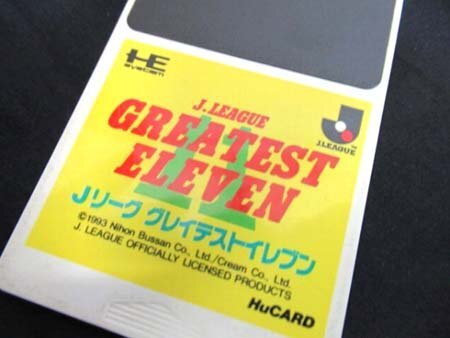 HE
SYSTEM
J. LEAGUE
J. LEAGUE
GREATEST
ELEVEN
Jリーグ グレイテストイレブン
©1993 Nihon Bussan Co., Ltd./Cream Co., Ltd.
J. LEAGUE OFFICIALLY LICENSED PRODUCTS
HuCARD